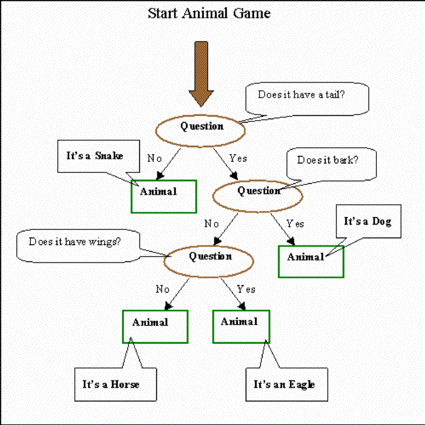 Start Animal Game
Does it have a tail?
Question
It's a Snake
No
Yes
Does it bark?
Animal
Question
It's a Dog
No
Yes
Does it have wings?
Question
Animal
No
Yes
Animal
Animal
It's a Horse
It's an Eagle